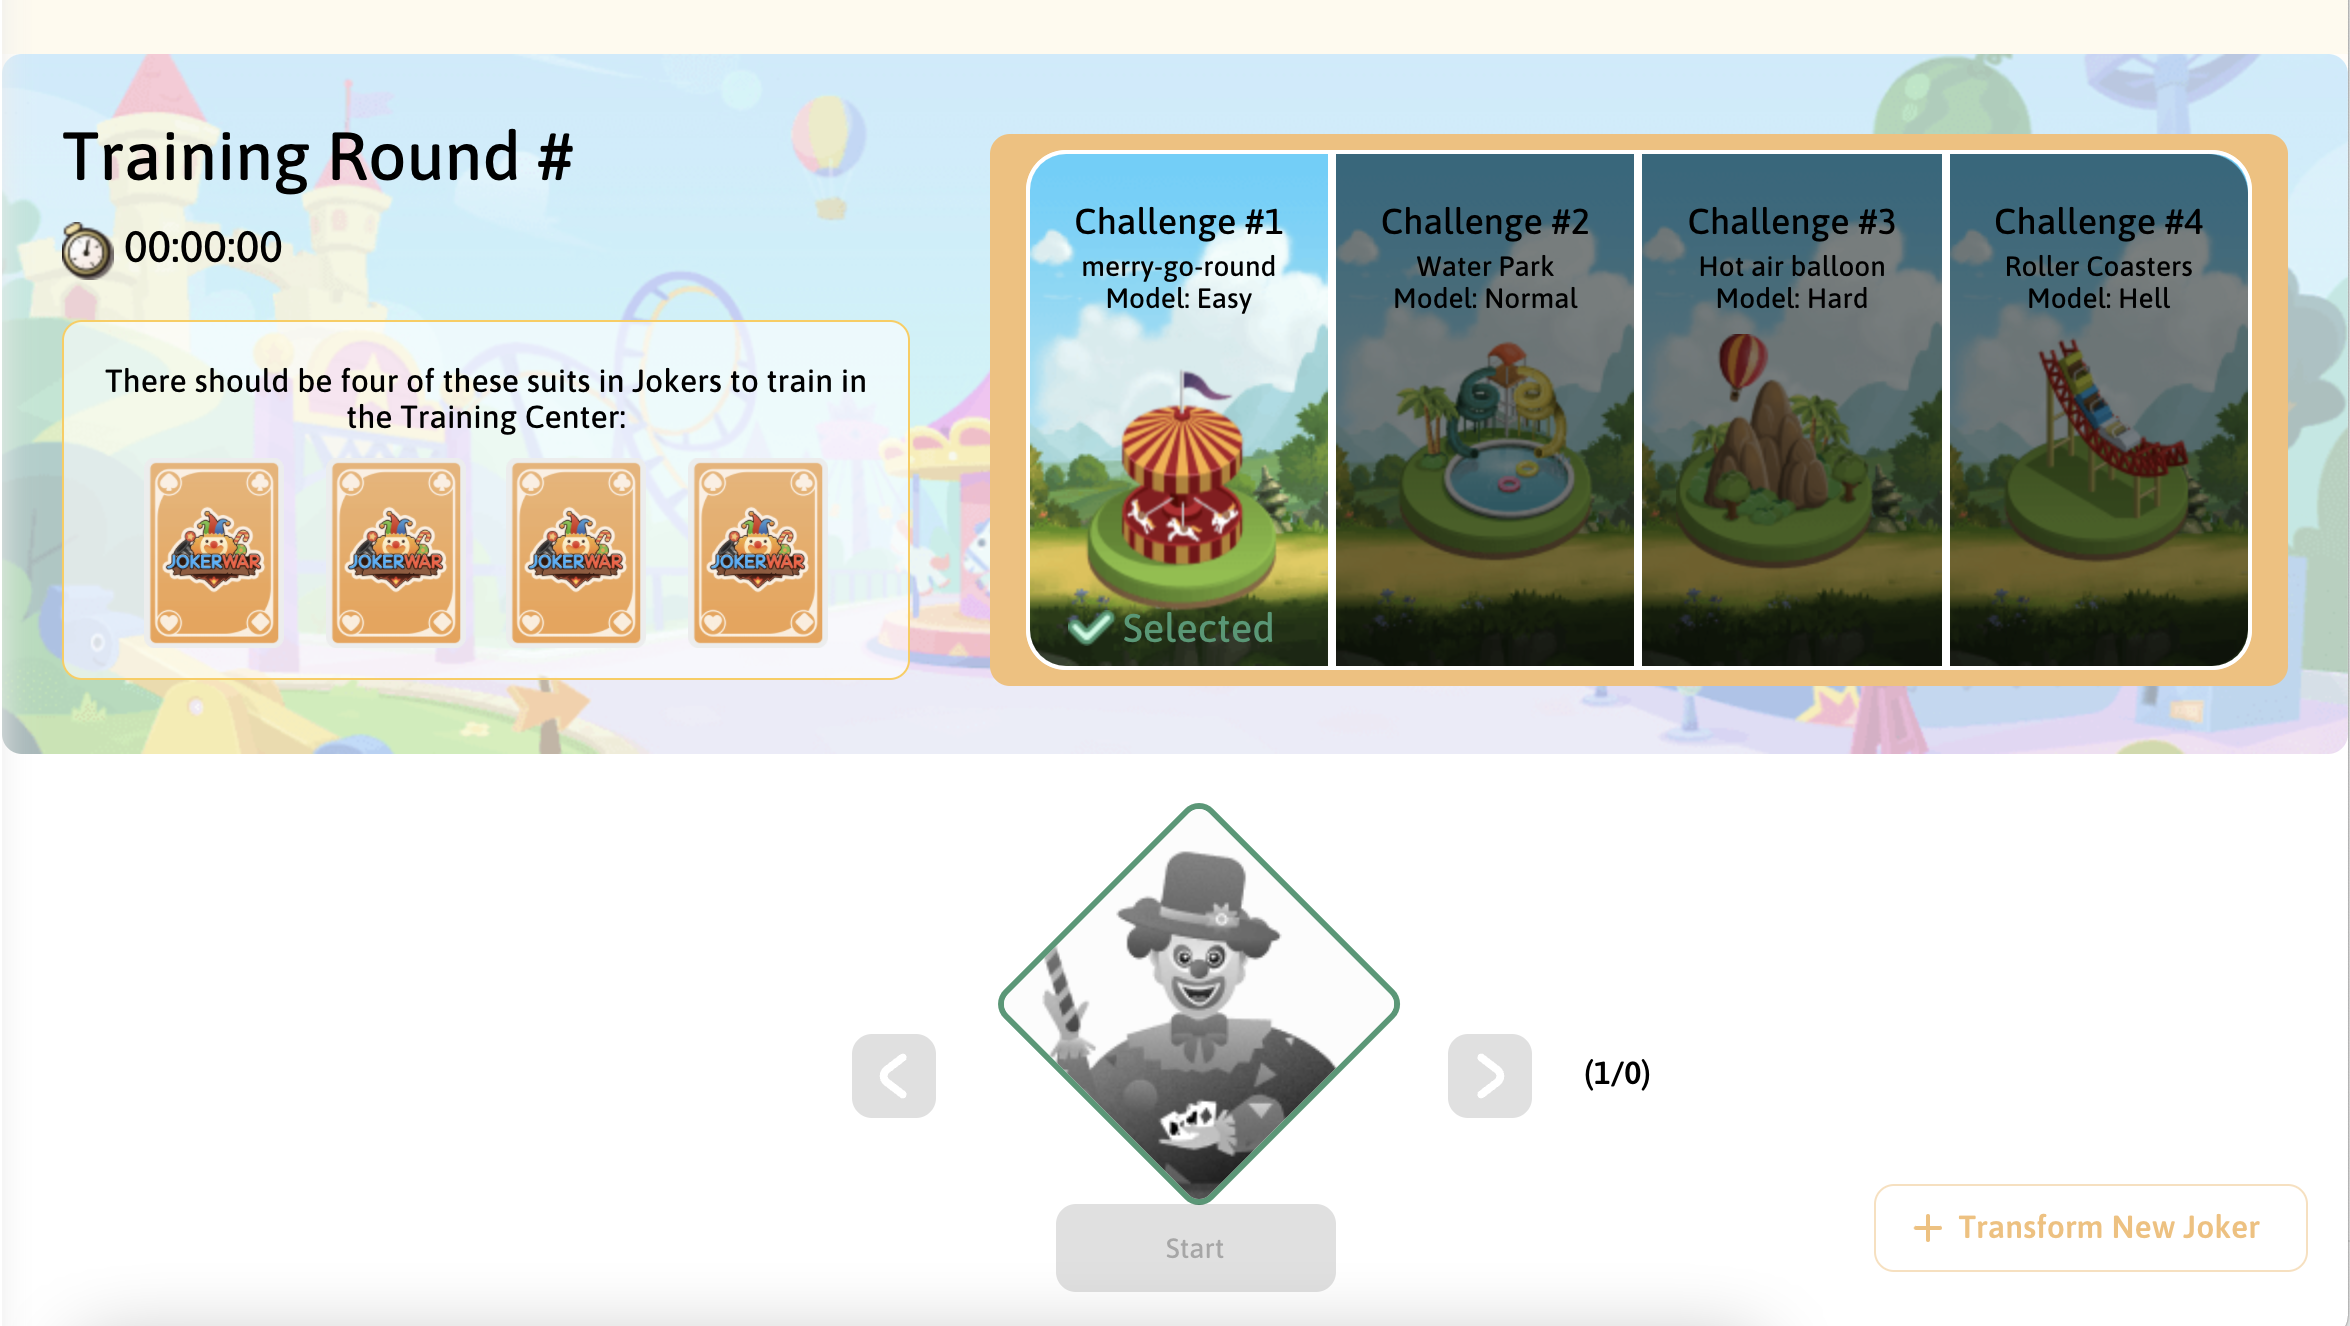 Training Round #
00:00:00
There should be four of these suits in Jokers to train in
the Training Center:
JOKERWAR
JOKERWAR
JOKERWAR
JOKERWAR
Challenge #1
merry-go-round
Model: Easy
Selected
Challenge #2
Water Park
Model: Normal
Challenge #3
Hot air balloon
Model: Hard
Challenge #4
Roller Coasters
Model: Hell
(1/0)
Start
+ Transform New Joker